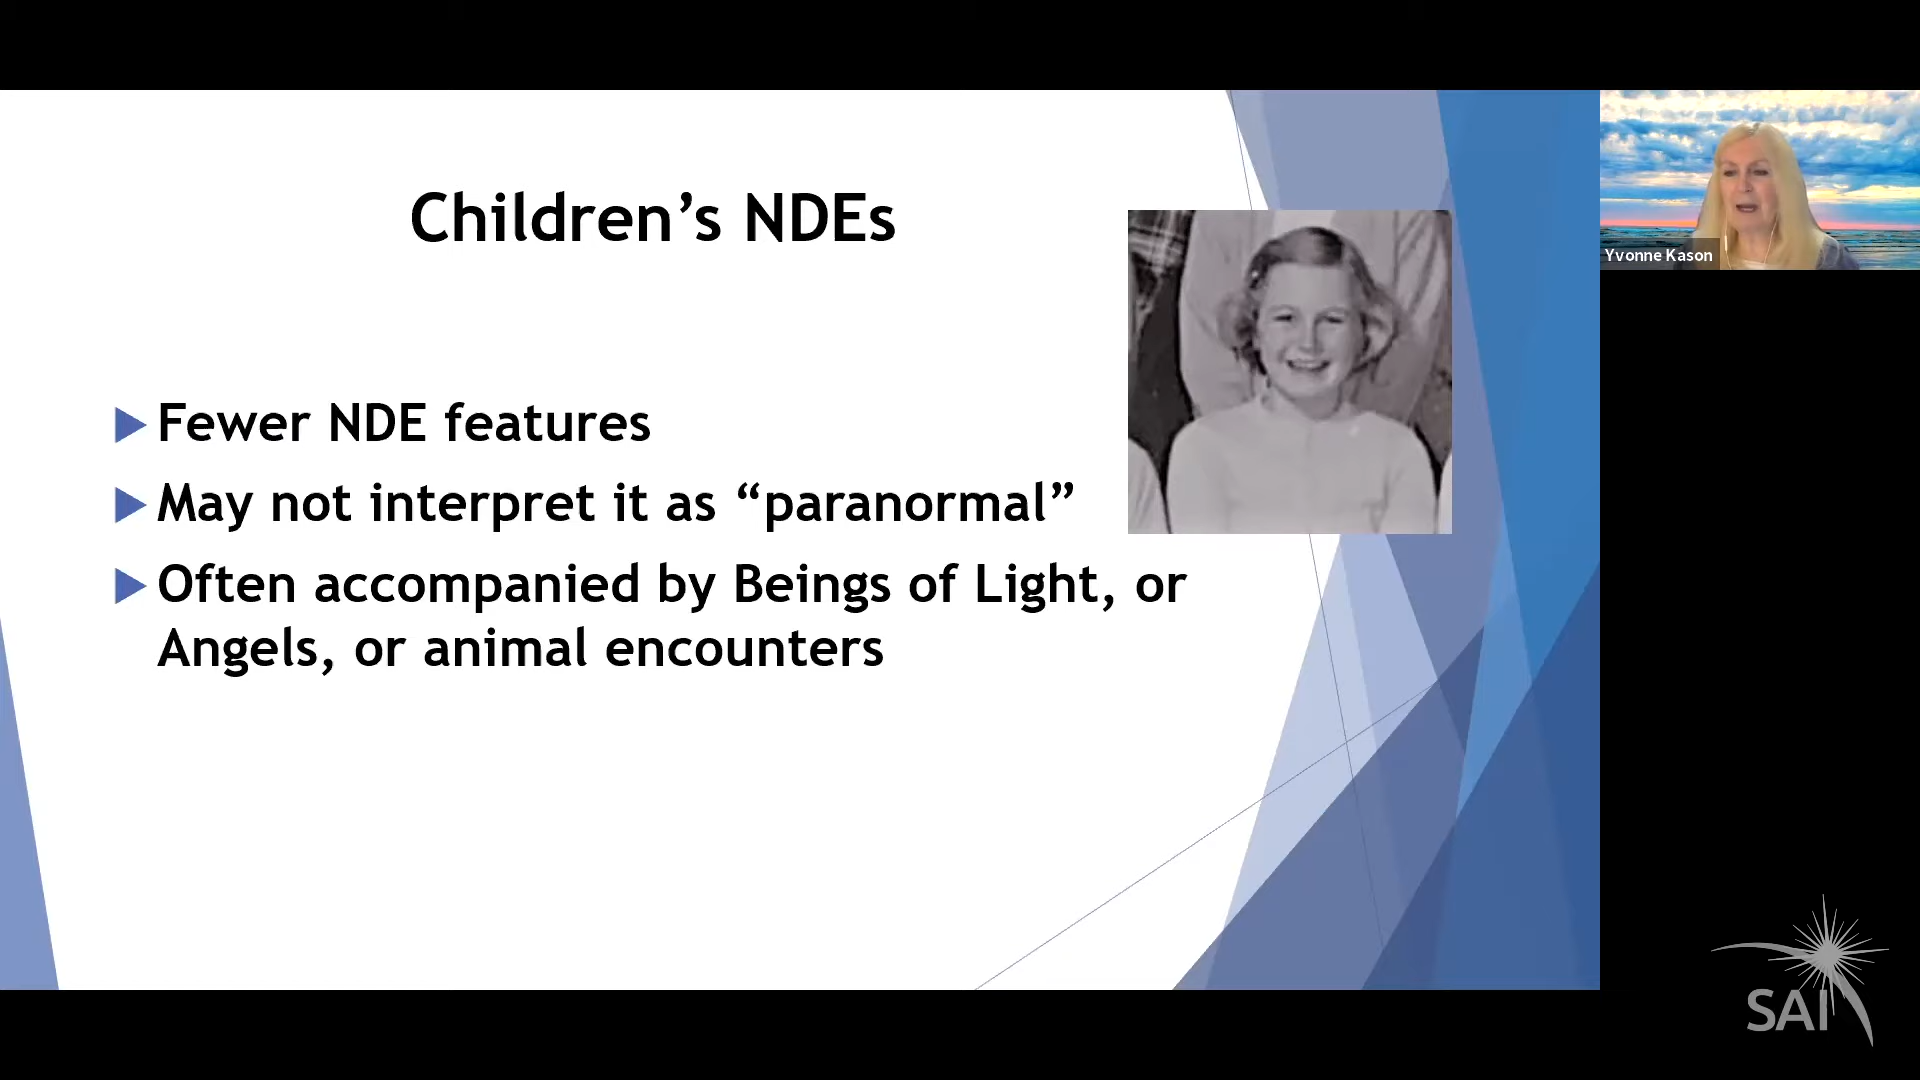 Children’s NDEs
Fewer NDE features
May not interpret it as “paranormal”
Often accompanied by Beings of Light, or
Angels, or animal encounters
Yvonne Kason
SAI